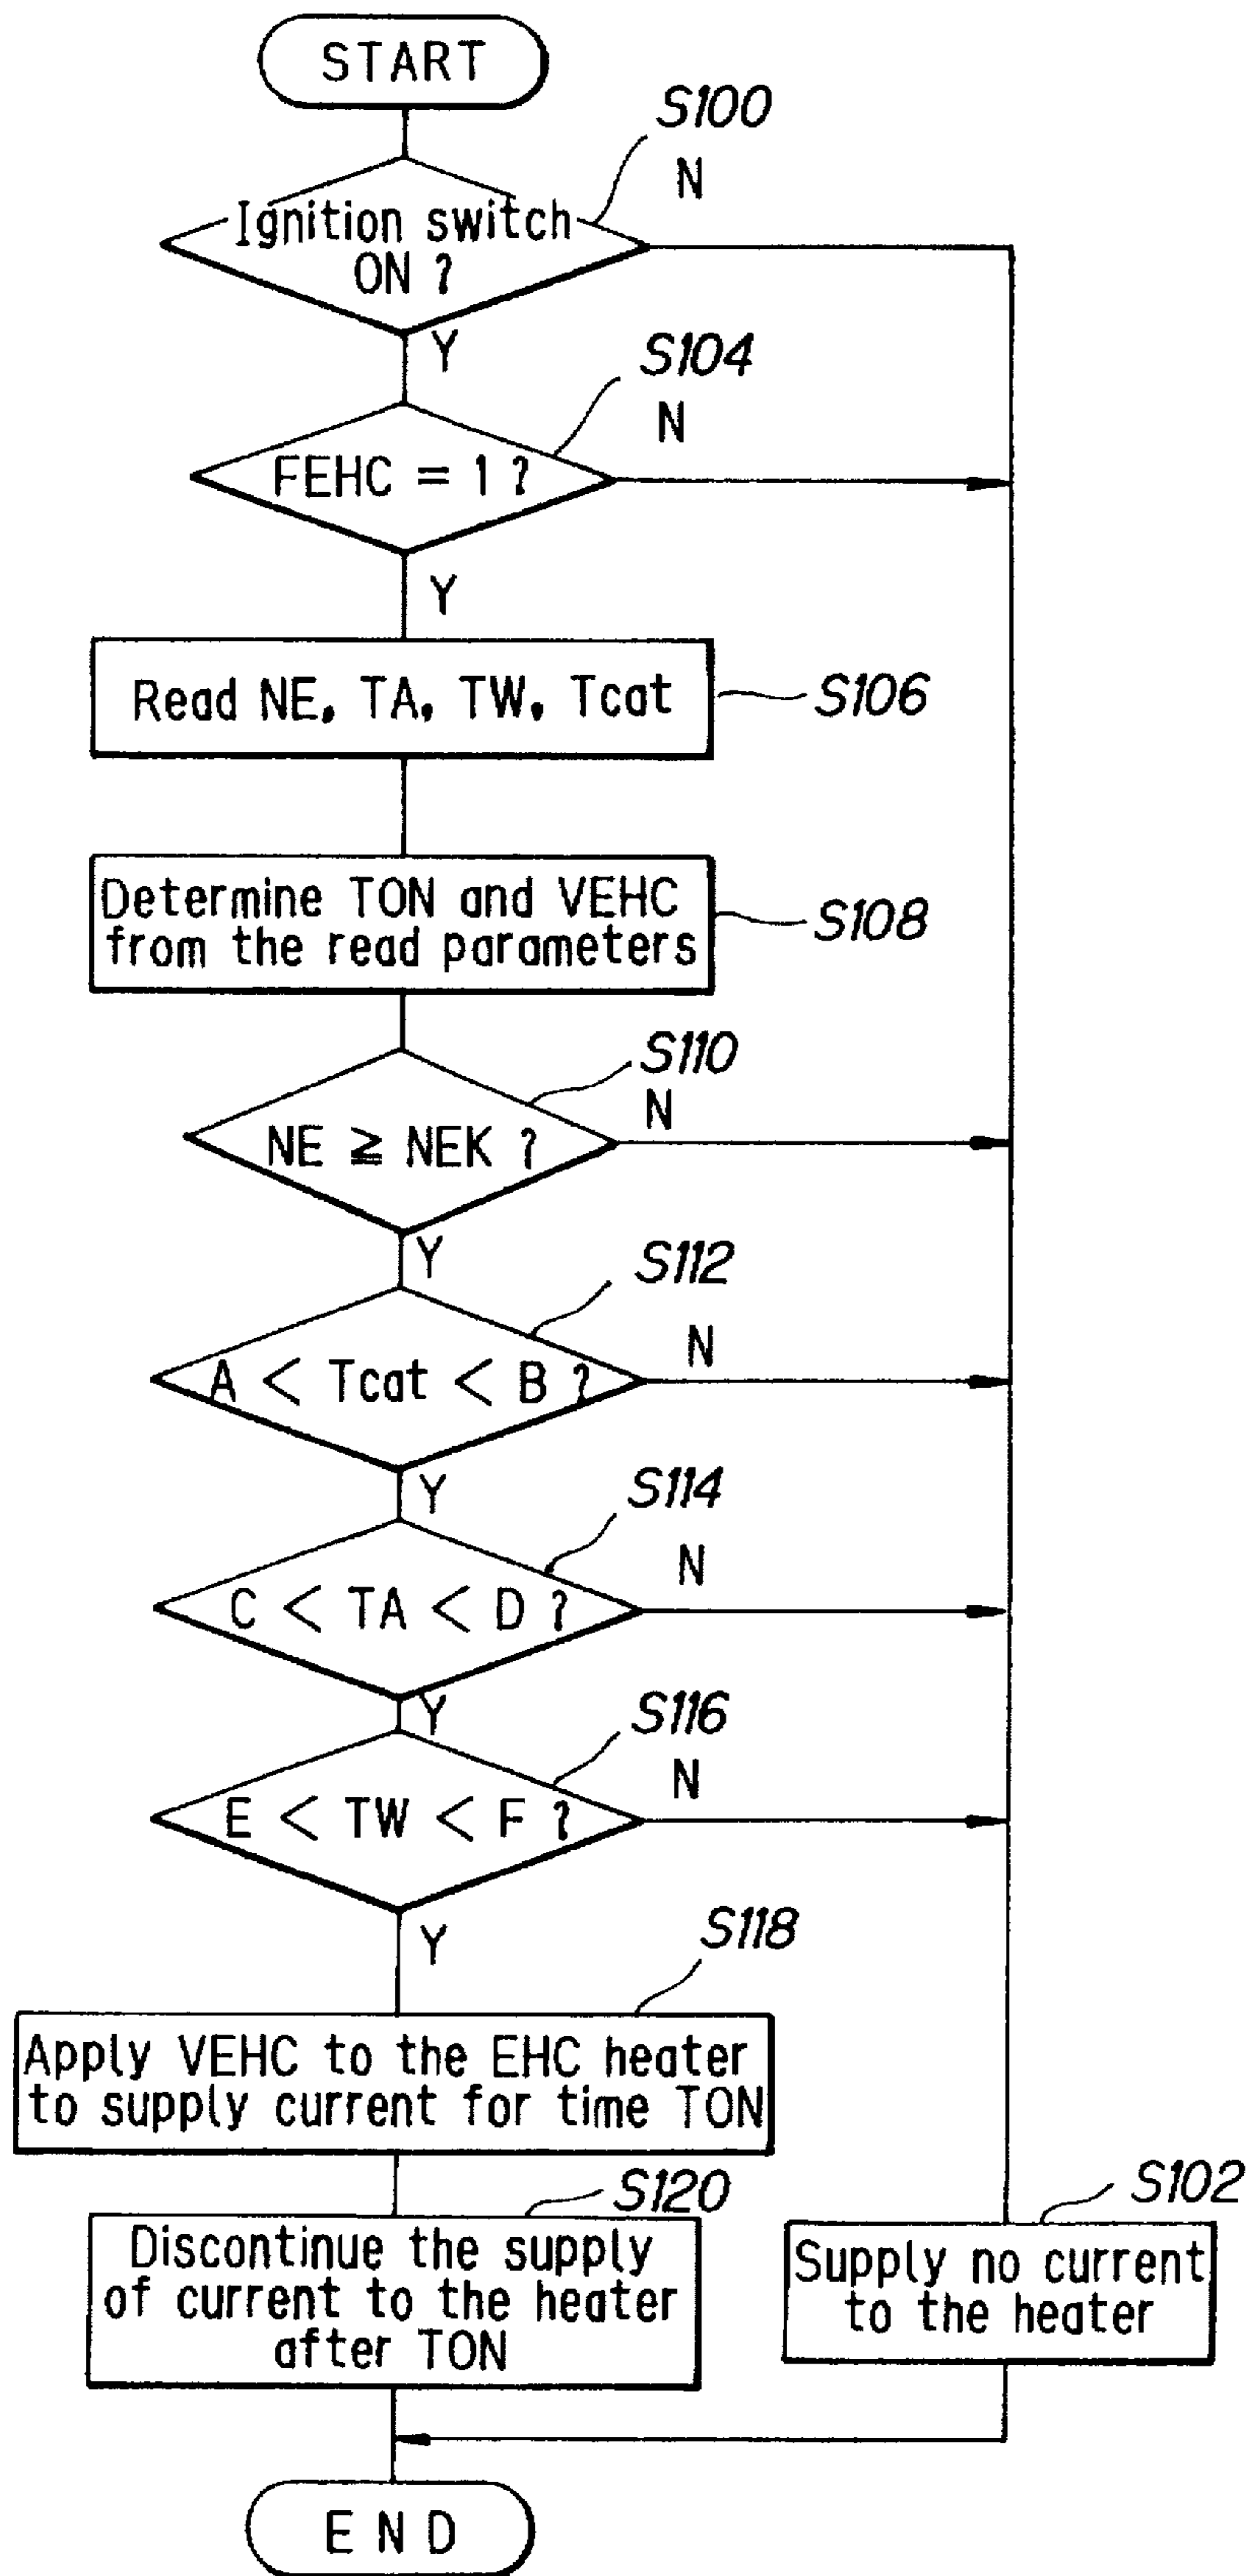 START
S100
N
Ignition switch
ON ?
Y
S104
N
FEHC = 1 ?
Y
Read NE, TA, TW, Tcat
S106
Determine TON and VEHC
from the read parameters
S108
S110
N
NE ≧ NEK ?
Y
S112
N
A < Tcat < B ?
Y
S114
N
C < TA < D ?
Y
S116
N
E < TW < F ?
Y
S118
Apply VEHC to the EHC heater
to supply current for time TON
S120
Discontinue the supply
of current to the heater
after TON
S102
Supply no current
to the heater
END